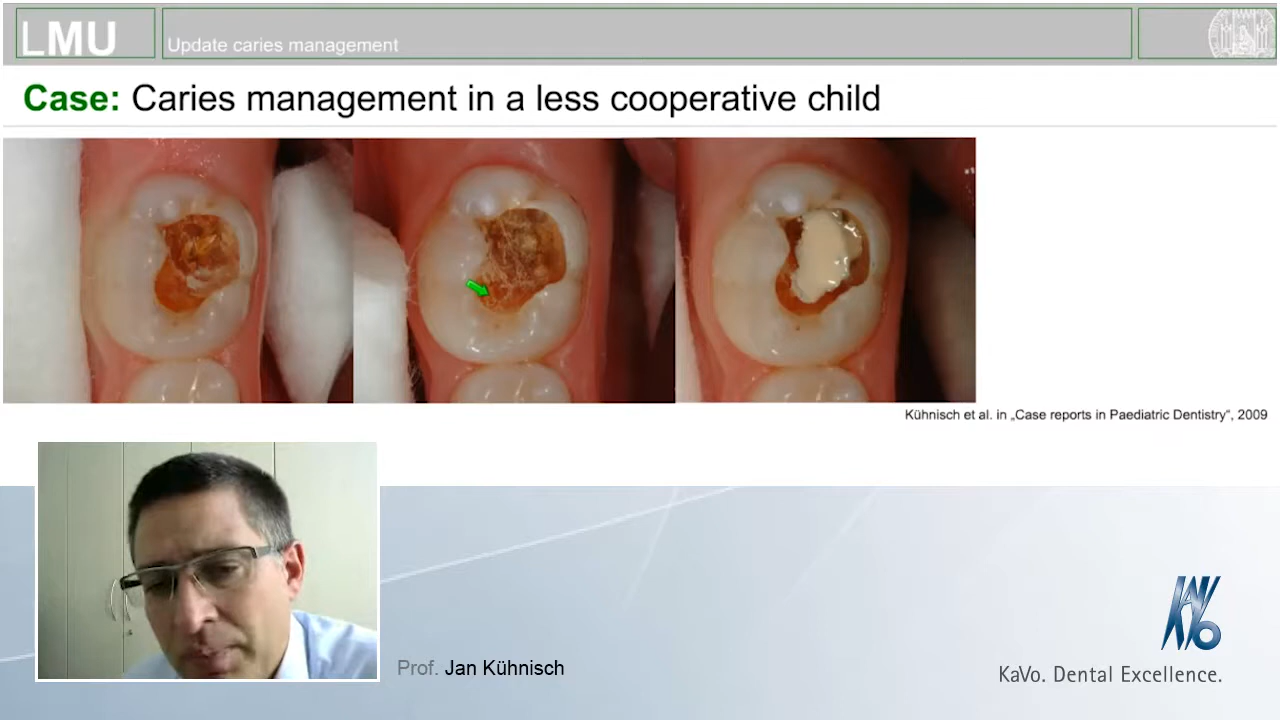 LMU
Update caries management
Case: Caries management in a less cooperative child
Kühnisch et al. in „Case reports in Paediatric Dentistry“, 2009
Prof. Jan Kühnisch
KaVo
KaVo. Dental Excellence.